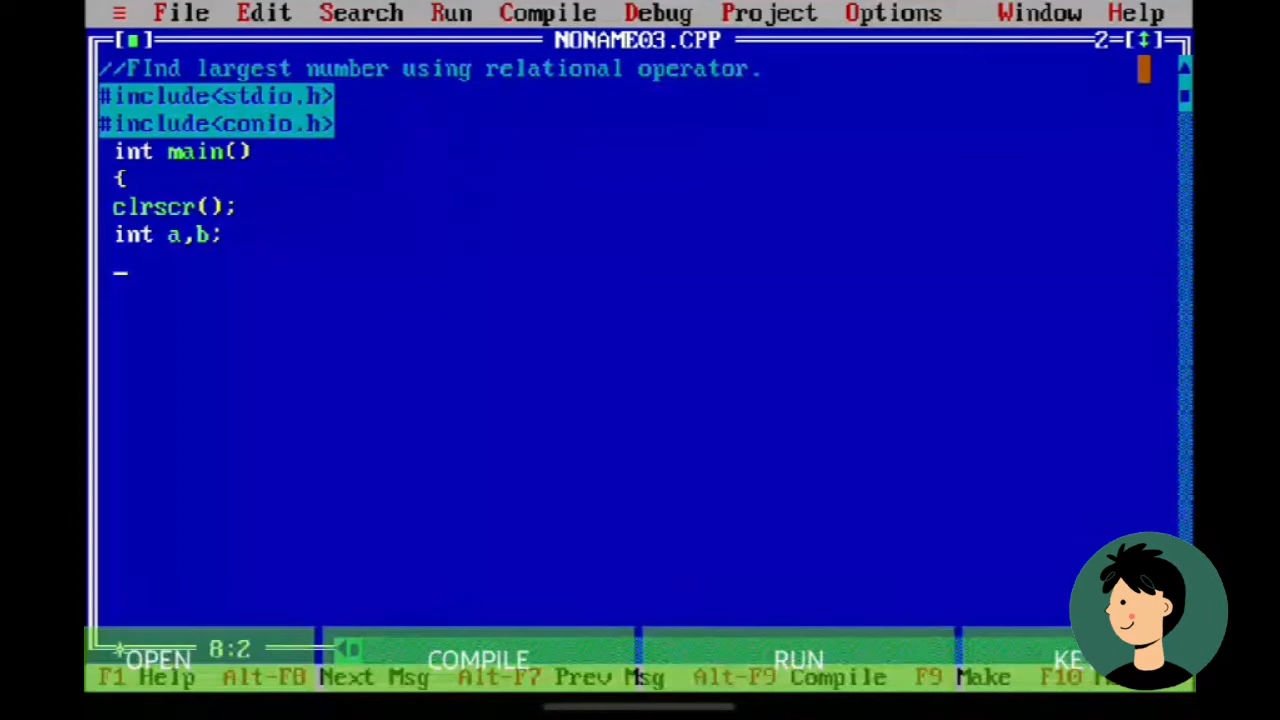 ≡ File Edit Search Run Compile Debug Project Options Window Help
[■] NONAME03.CPP 2=[↕]
//FInd largest number using relational operator.
#include<stdio.h>
#include<conio.h>
int main()
{
clrscr();
int a,b;
_
8:2
OPEN COMPILE RUN
F1 Help Alt-F8 Next Msg Alt-F7 Prev Msg Alt-F9 Compile F9 Make F10